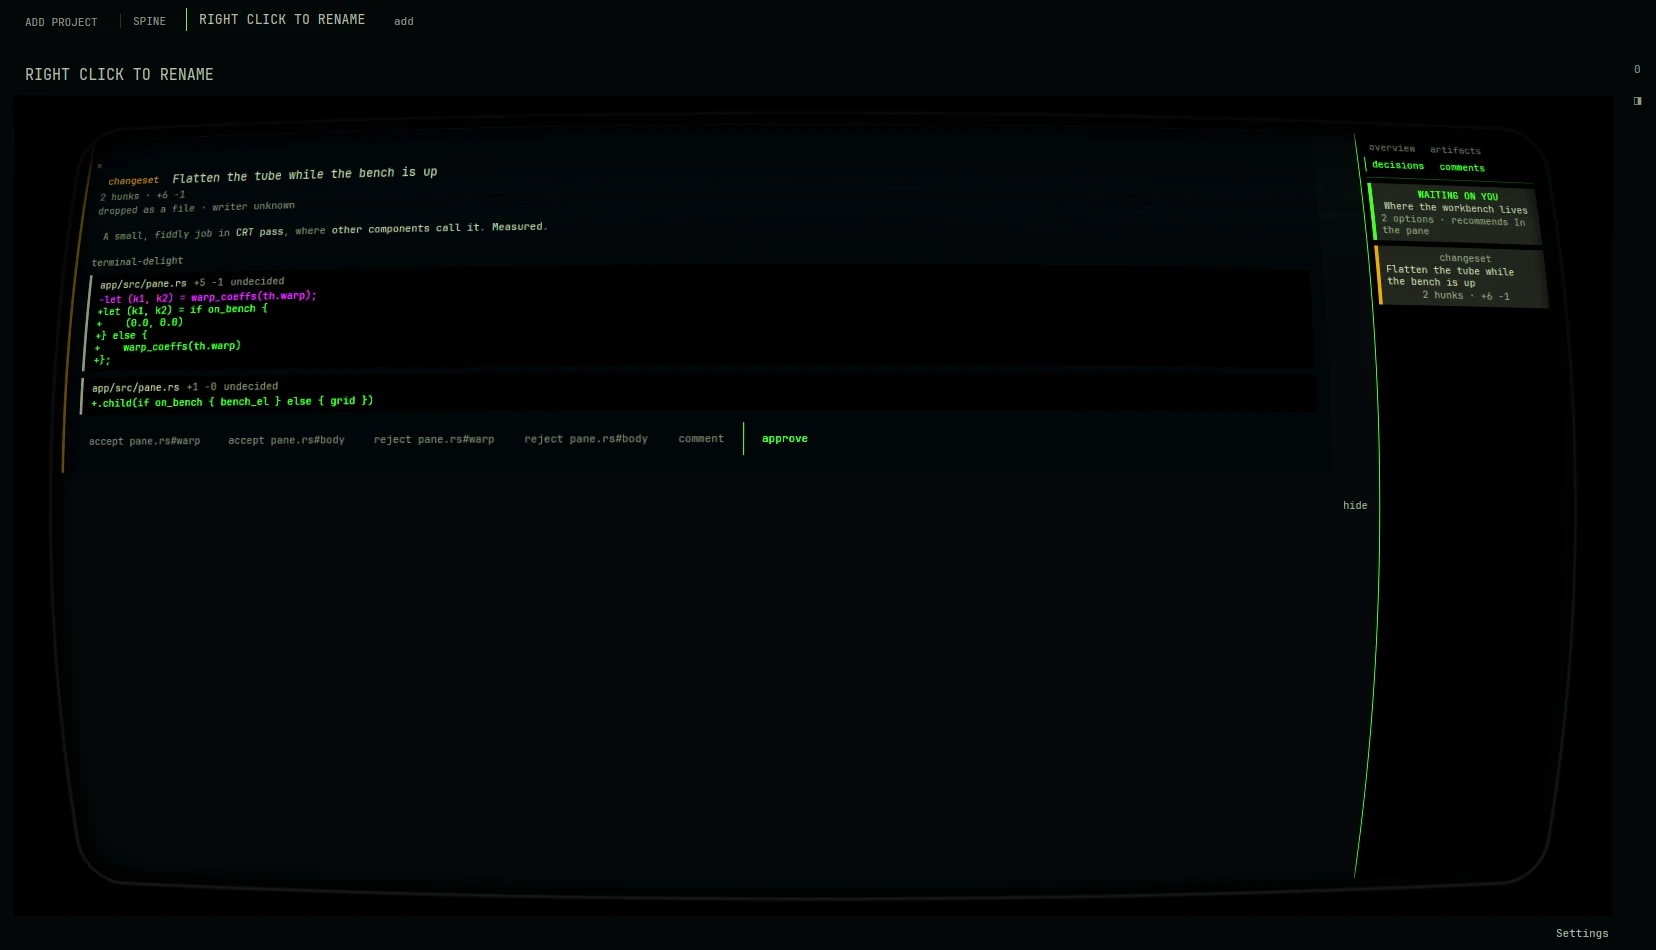 ADD PROJECT SPINE RIGHT CLICK TO RENAME add
RIGHT CLICK TO RENAME
0
×
changeset Flatten the tube while the bench is up
2 hunks · +6 -1
dropped as a file · writer unknown
A small, fiddly job in CRT pass, where other components call it. Measured.
terminal-delight
app/src/pane.rs +5 -1 undecided
-let (k1, k2) = warp_coeffs(th.warp);
+let (k1, k2) = if on_bench {
+    (0.0, 0.0)
+} else {
+    warp_coeffs(th.warp)
+};
app/src/pane.rs +1 -0 undecided
+.child(if on_bench { bench_el } else { grid })
accept pane.rs#warp accept pane.rs#body reject pane.rs#warp reject pane.rs#body comment approve
hide
overview artifacts
decisions comments
WAITING ON YOU
Where the workbench lives
2 options · recommends In
the pane
changeset
Flatten the tube while
the bench is up
2 hunks · +6 -1
Settings